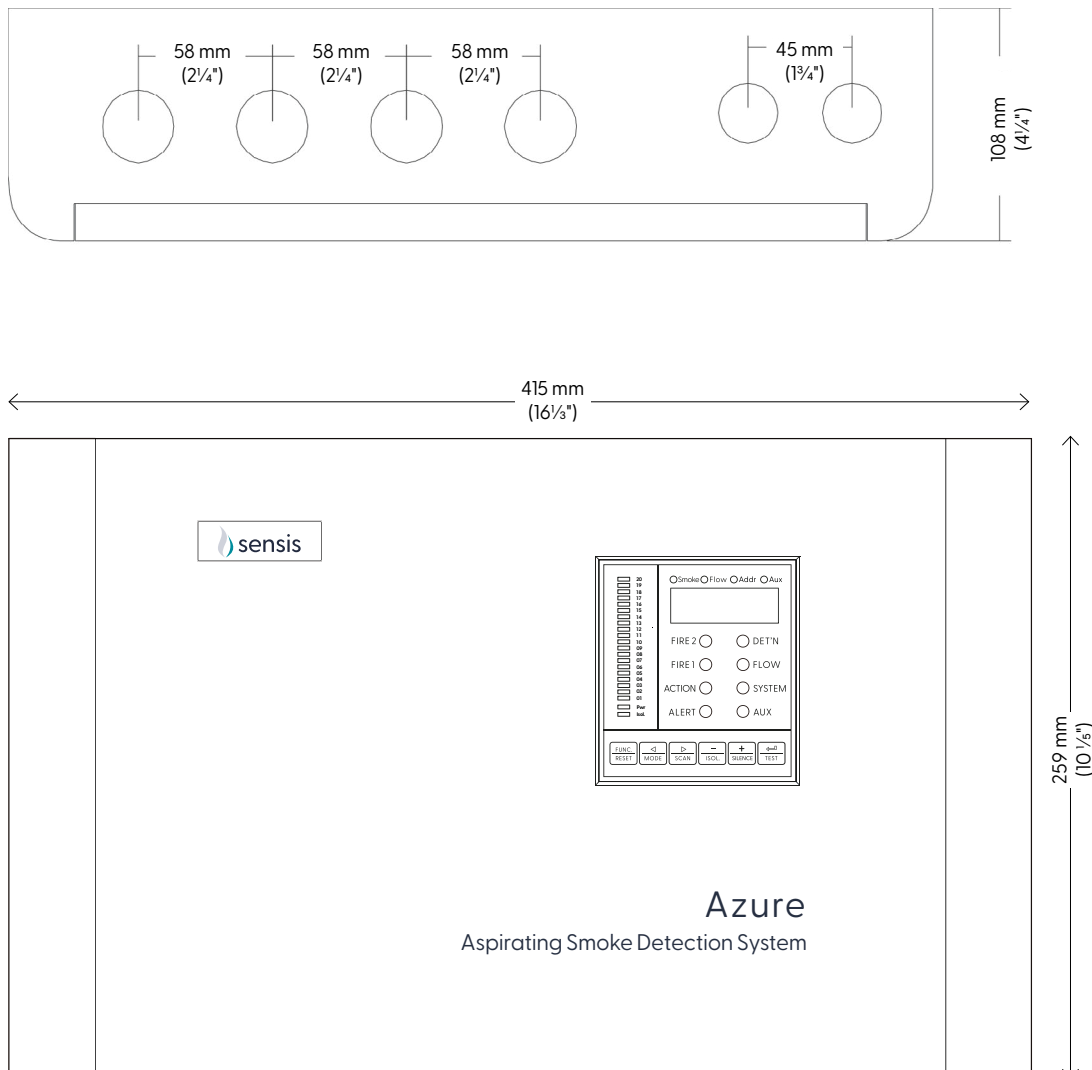 58 mm
(2¼")
58 mm
(2¼")
58 mm
(2¼")
45 mm
(1¾")
108 mm
(4¼")
415 mm
(16⅓")
sensis
20
19
18
17
16
15
14
13
12
11
10
09
08
07
06
05
04
03
02
01
Pwr
Isol.
Smoke Flow Addr Aux
FIRE 2 DET'N
FIRE 1 FLOW
ACTION SYSTEM
ALERT AUX
FUNC. − +
RESET MODE SCAN ISOL. SILENCE TEST
259 mm
(10 ⅕")
Azure
Aspirating Smoke Detection System